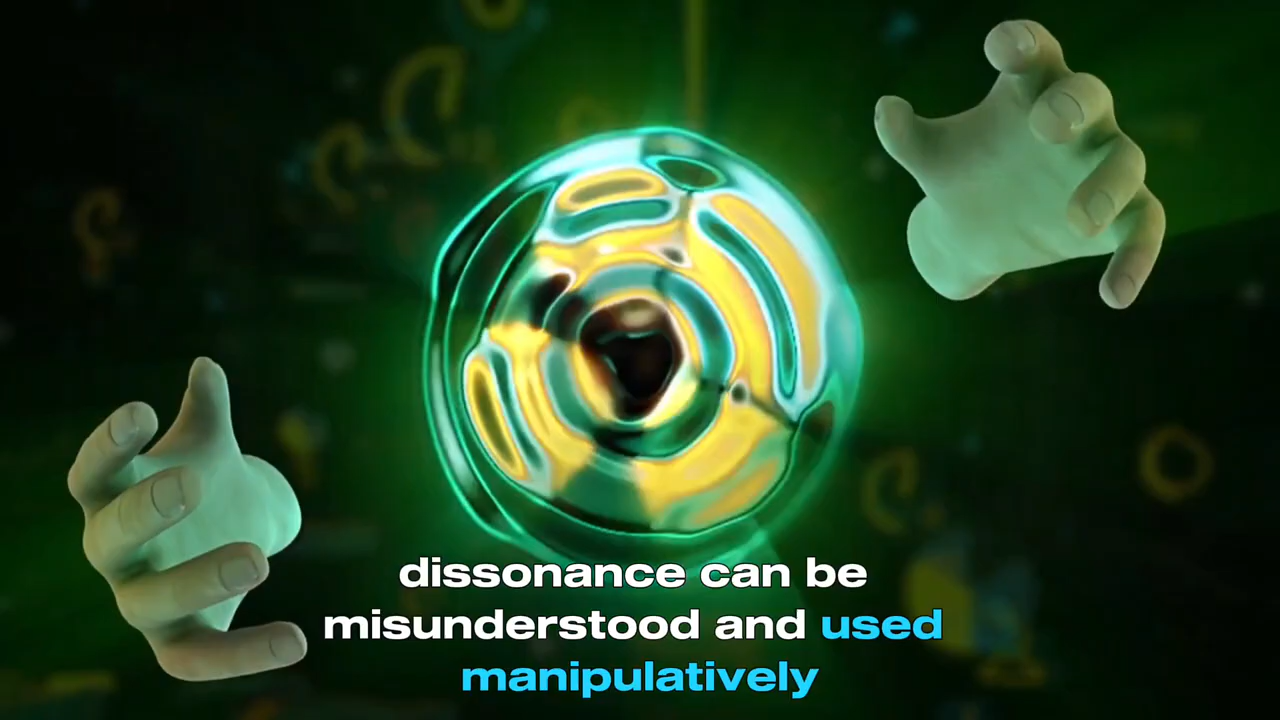 dissonance can be
misunderstood and used
manipulatively